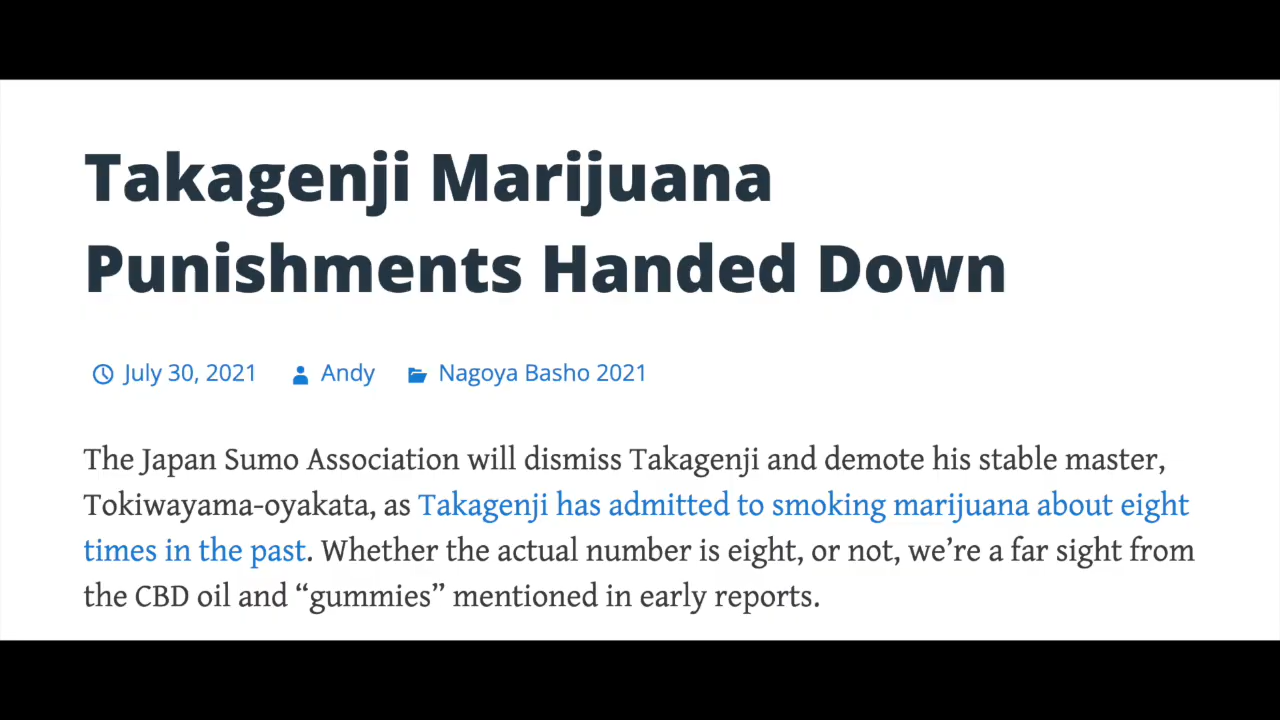 Takagenji Marijuana
Punishments Handed Down
July 30, 2021 Andy Nagoya Basho 2021
The Japan Sumo Association will dismiss Takagenji and demote his stable master,
Tokiwayama-oyakata, as Takagenji has admitted to smoking marijuana about eight
times in the past. Whether the actual number is eight, or not, we’re a far sight from
the CBD oil and “gummies” mentioned in early reports.